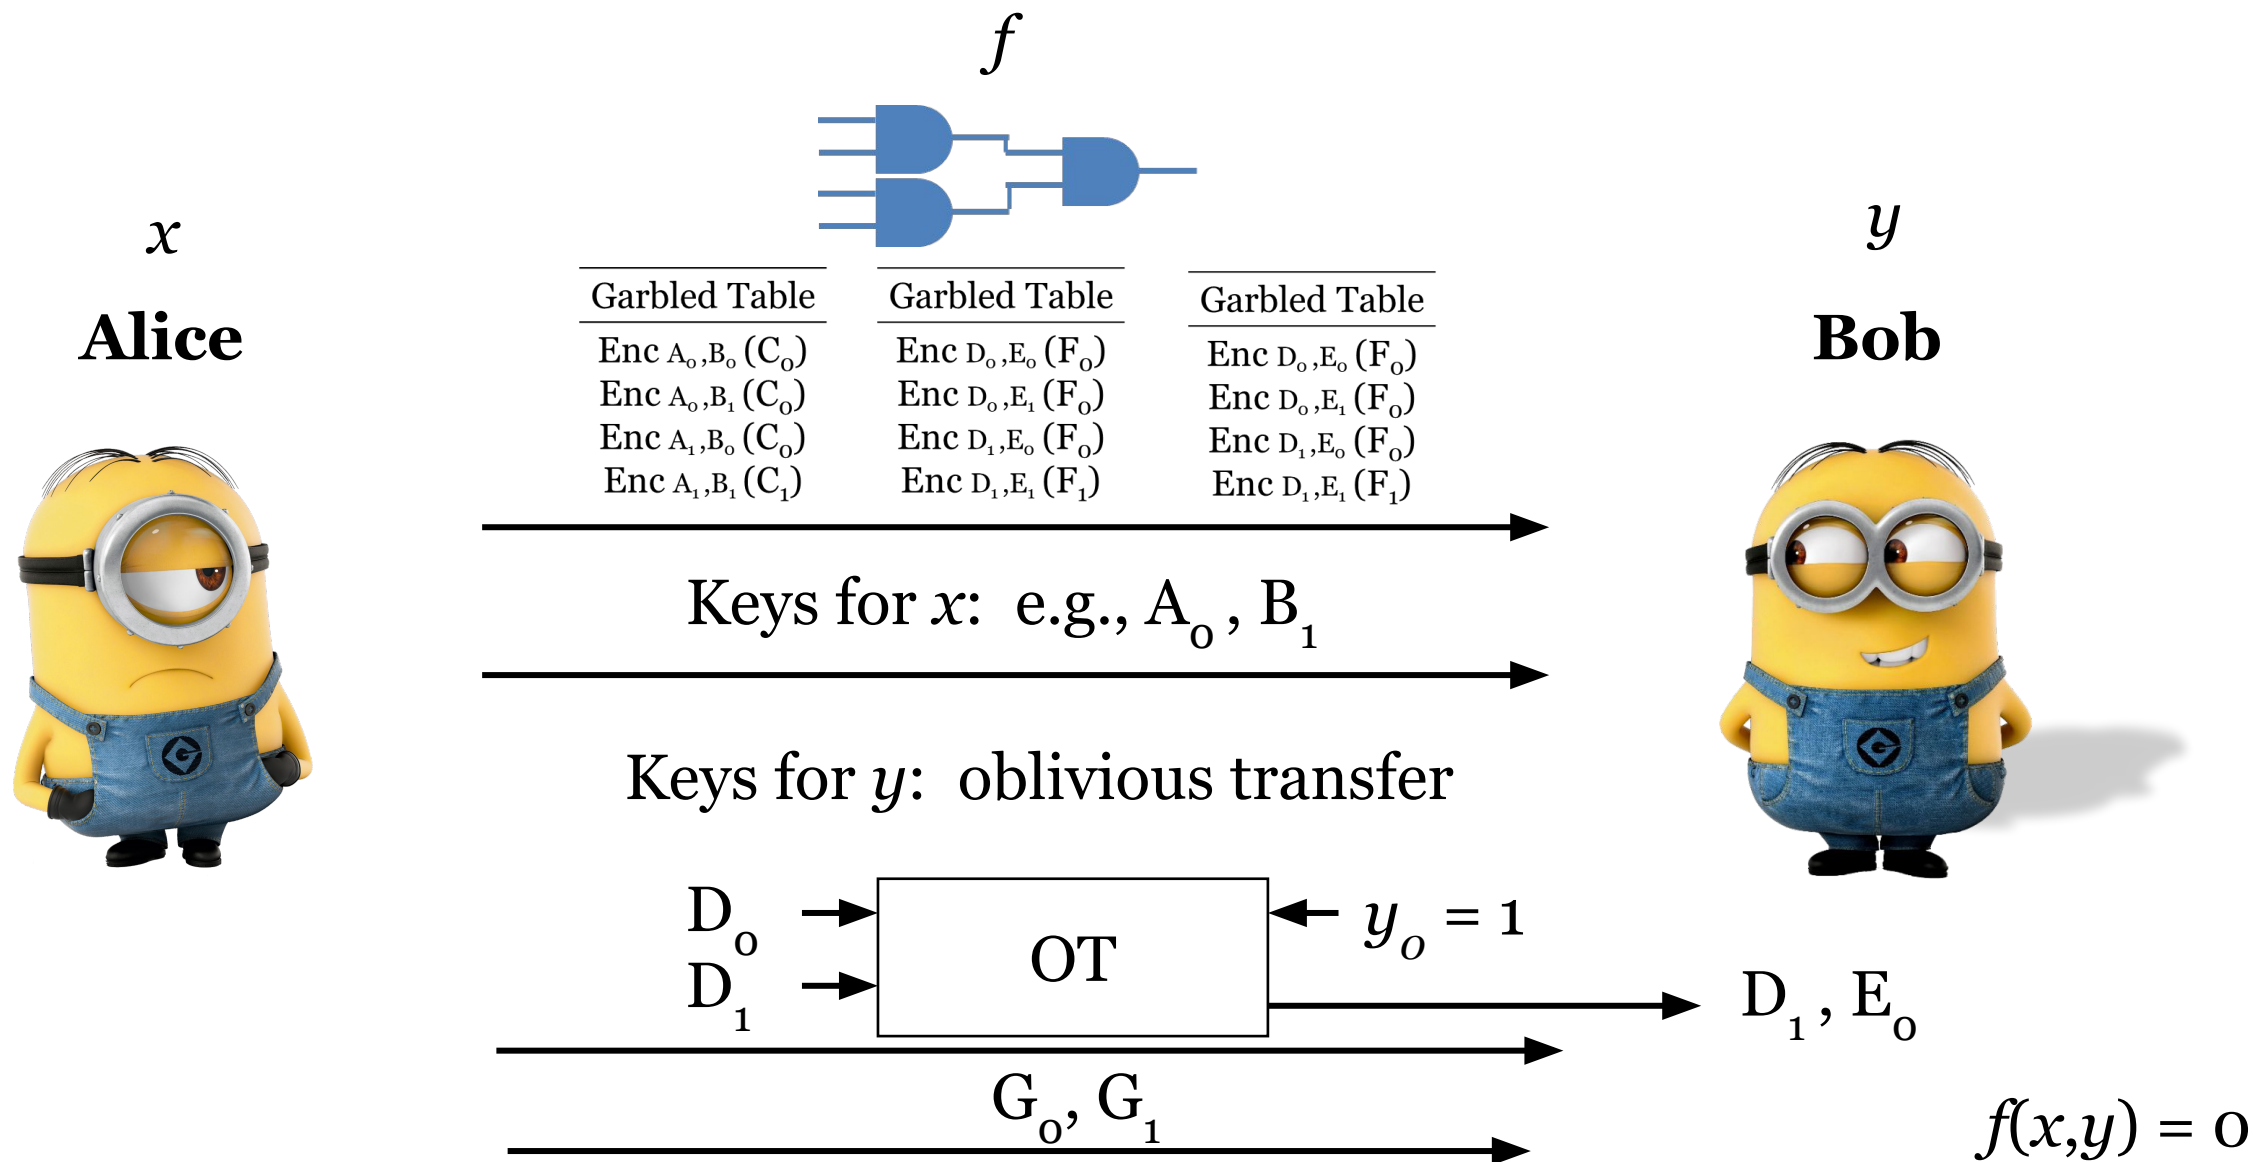 f
x
y
Alice
Bob
Garbled Table
Enc A₀,B₀ (C₀)
Enc A₀,B₁ (C₀)
Enc A₁,B₀ (C₀)
Enc A₁,B₁ (C₁)
Garbled Table
Enc D₀,E₀ (F₀)
Enc D₀,E₁ (F₀)
Enc D₁,E₀ (F₀)
Enc D₁,E₁ (F₁)
Garbled Table
Enc D₀,E₀ (F₀)
Enc D₀,E₁ (F₀)
Enc D₁,E₀ (F₀)
Enc D₁,E₁ (F₁)
Keys for x: e.g., A₀ , B₁
Keys for y: oblivious transfer
D₀
D₁
OT
y₀ = 1
D₁ , E₀
G₀, G₁
f(x,y) = 0